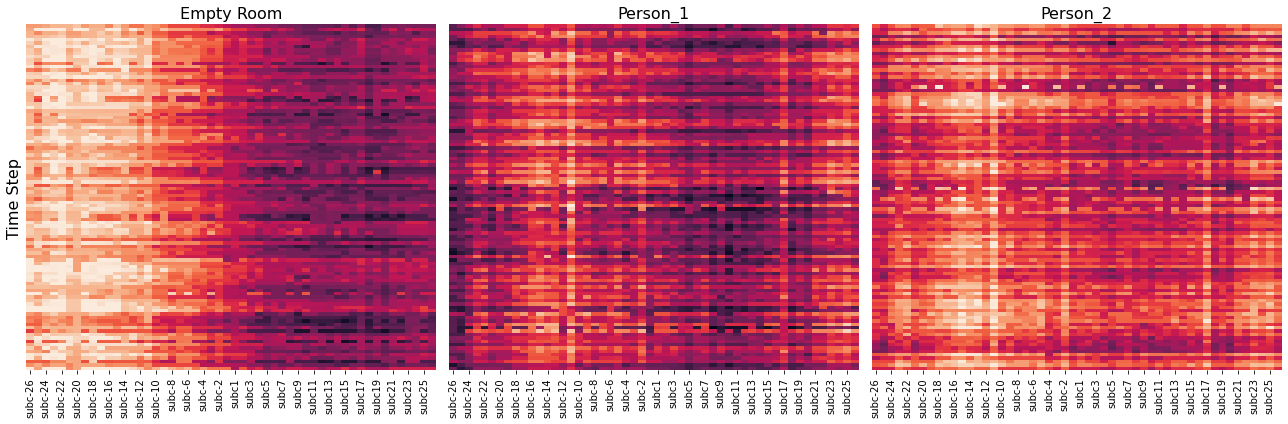 Empty Room
Person_1
Person_2
Time Step
subc-26 subc-24 subc-22 subc-20 subc-18 subc-16 subc-14 subc-12 subc-10 subc-8 subc-6 subc-4 subc-2 subc1 subc3 subc5 subc7 subc9 subc11 subc13 subc15 subc17 subc19 subc21 subc23 subc25
subc-26 subc-24 subc-22 subc-20 subc-18 subc-16 subc-14 subc-12 subc-10 subc-8 subc-6 subc-4 subc-2 subc1 subc3 subc5 subc7 subc9 subc11 subc13 subc15 subc17 subc19 subc21 subc23 subc25
subc-26 subc-24 subc-22 subc-20 subc-18 subc-16 subc-14 subc-12 subc-10 subc-8 subc-6 subc-4 subc-2 subc1 subc3 subc5 subc7 subc9 subc11 subc13 subc15 subc17 subc19 subc21 subc23 subc25